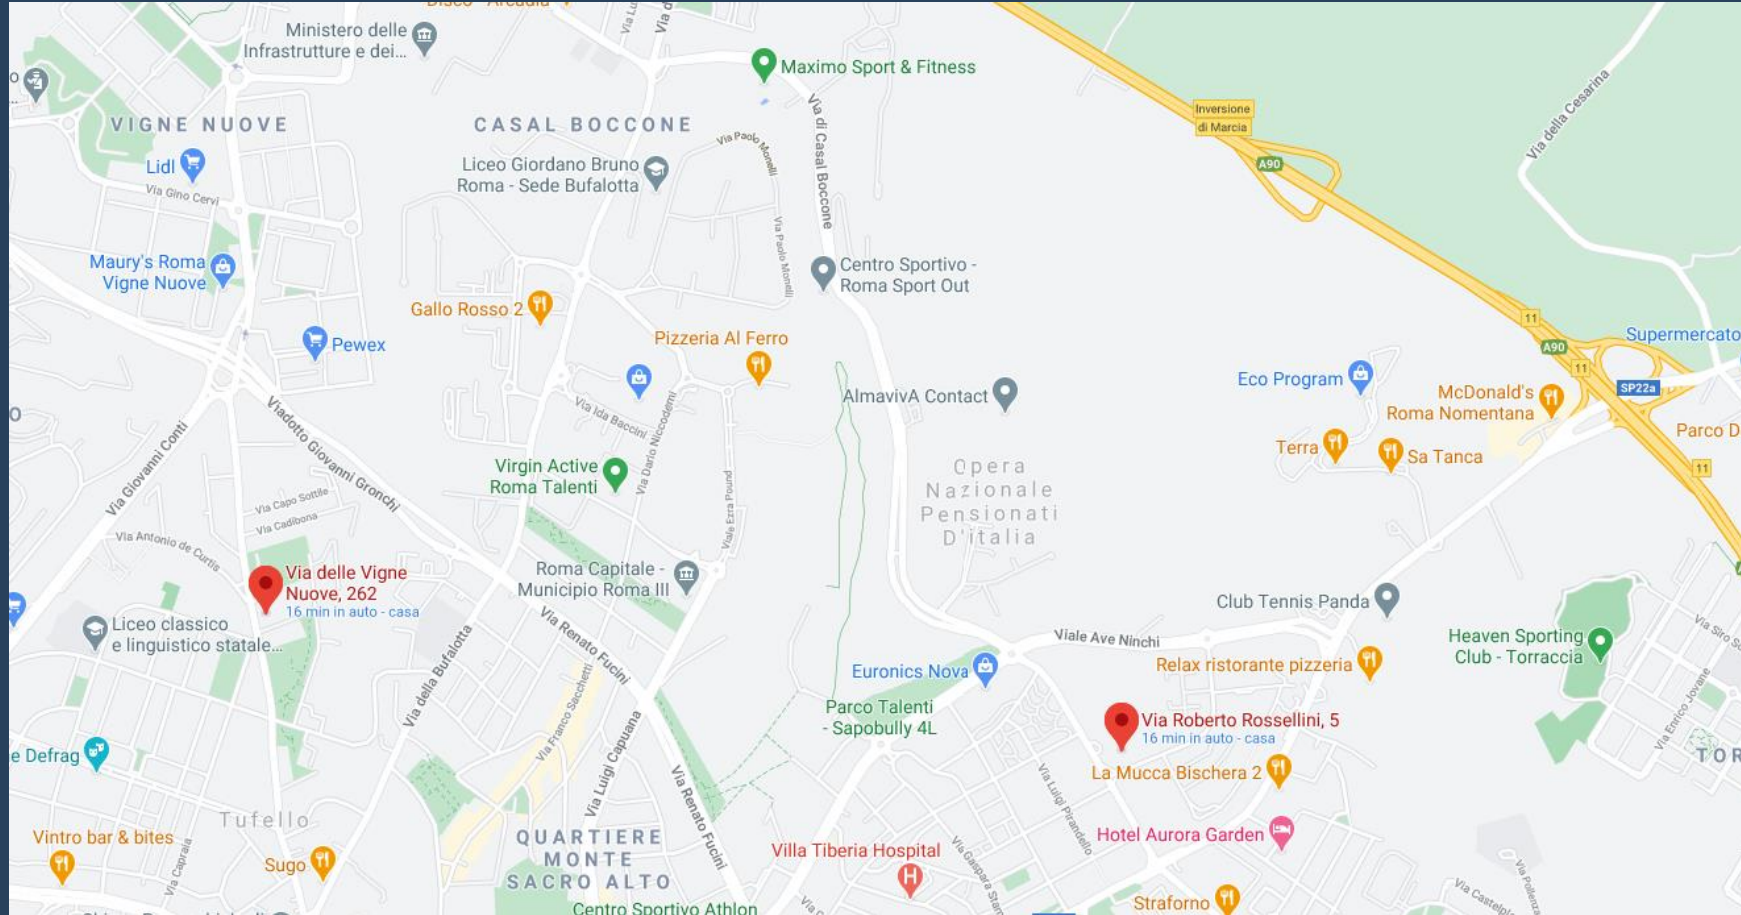 Disco - Arcadia
Ministero delle
Infrastrutture e dei...
Maximo Sport & Fitness
Inversione
di Marcia
A90
Via della Cesarina
VIGNE NUOVE
CASAL BOCCONE
Via di Casal Boccone
Via Paolo Monelli
Lidl
Liceo Giordano Bruno
Roma - Sede Bufalotta
Via Gino Cervi
Via Paolo Monelli
Maury's Roma
Vigne Nuove
Centro Sportivo -
Roma Sport Out
Gallo Rosso 2
Pewex
Pizzeria Al Ferro
11
A90
11
Supermercato
SP22a
Eco Program
McDonald's
Roma Nomentana
AlmavivA Contact
Via Ida Baccini
Via Dario Niccodemi
Viadotto Giovanni Gronchi
Via Giovanni Conti
Parco D
Terra
Sa Tanca
11
Virgin Active
Roma Talenti
Opera
Nazionale
Pensionati
D'italia
Viale Ezra Pound
Via Capo Sottile
Via Cadibona
Via Antonio de Curtis
Via delle Vigne
Nuove, 262
16 min in auto - casa
Roma Capitale -
Municipio Roma III
Liceo classico
e linguistico statale...
Via Renato Fucini
Club Tennis Panda
Viale Ave Ninchi
Heaven Sporting
Club - Torraccia
Relax ristorante pizzeria
Euronics Nova
Via della Bufalotta
Via Franco Sacchetti
Via Luigi Capuana
Parco Talenti
- Sapobully 4L
Via Roberto Rossellini, 5
16 min in auto - casa
Via Enrico Jovane
TOR
e Defrag
La Mucca Bischera 2
Via Luigi Pirandello
Via Renato Fucini
Tufello
Hotel Aurora Garden
Vintro bar & bites
Sugo
Via Capraia
QUARTIERE
MONTE
SACRO ALTO
Villa Tiberia Hospital
Via Gaspara Stam
Centro Sportivo Athlon
Straforno
Via Pollenza